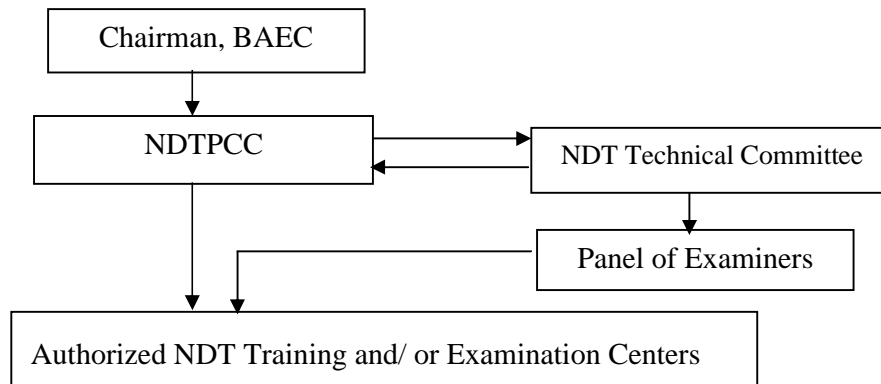 Chairman, BAEC
NDTPCC
NDT Technical Committee
Panel of Examiners
Authorized NDT Training and/ or Examination Centers